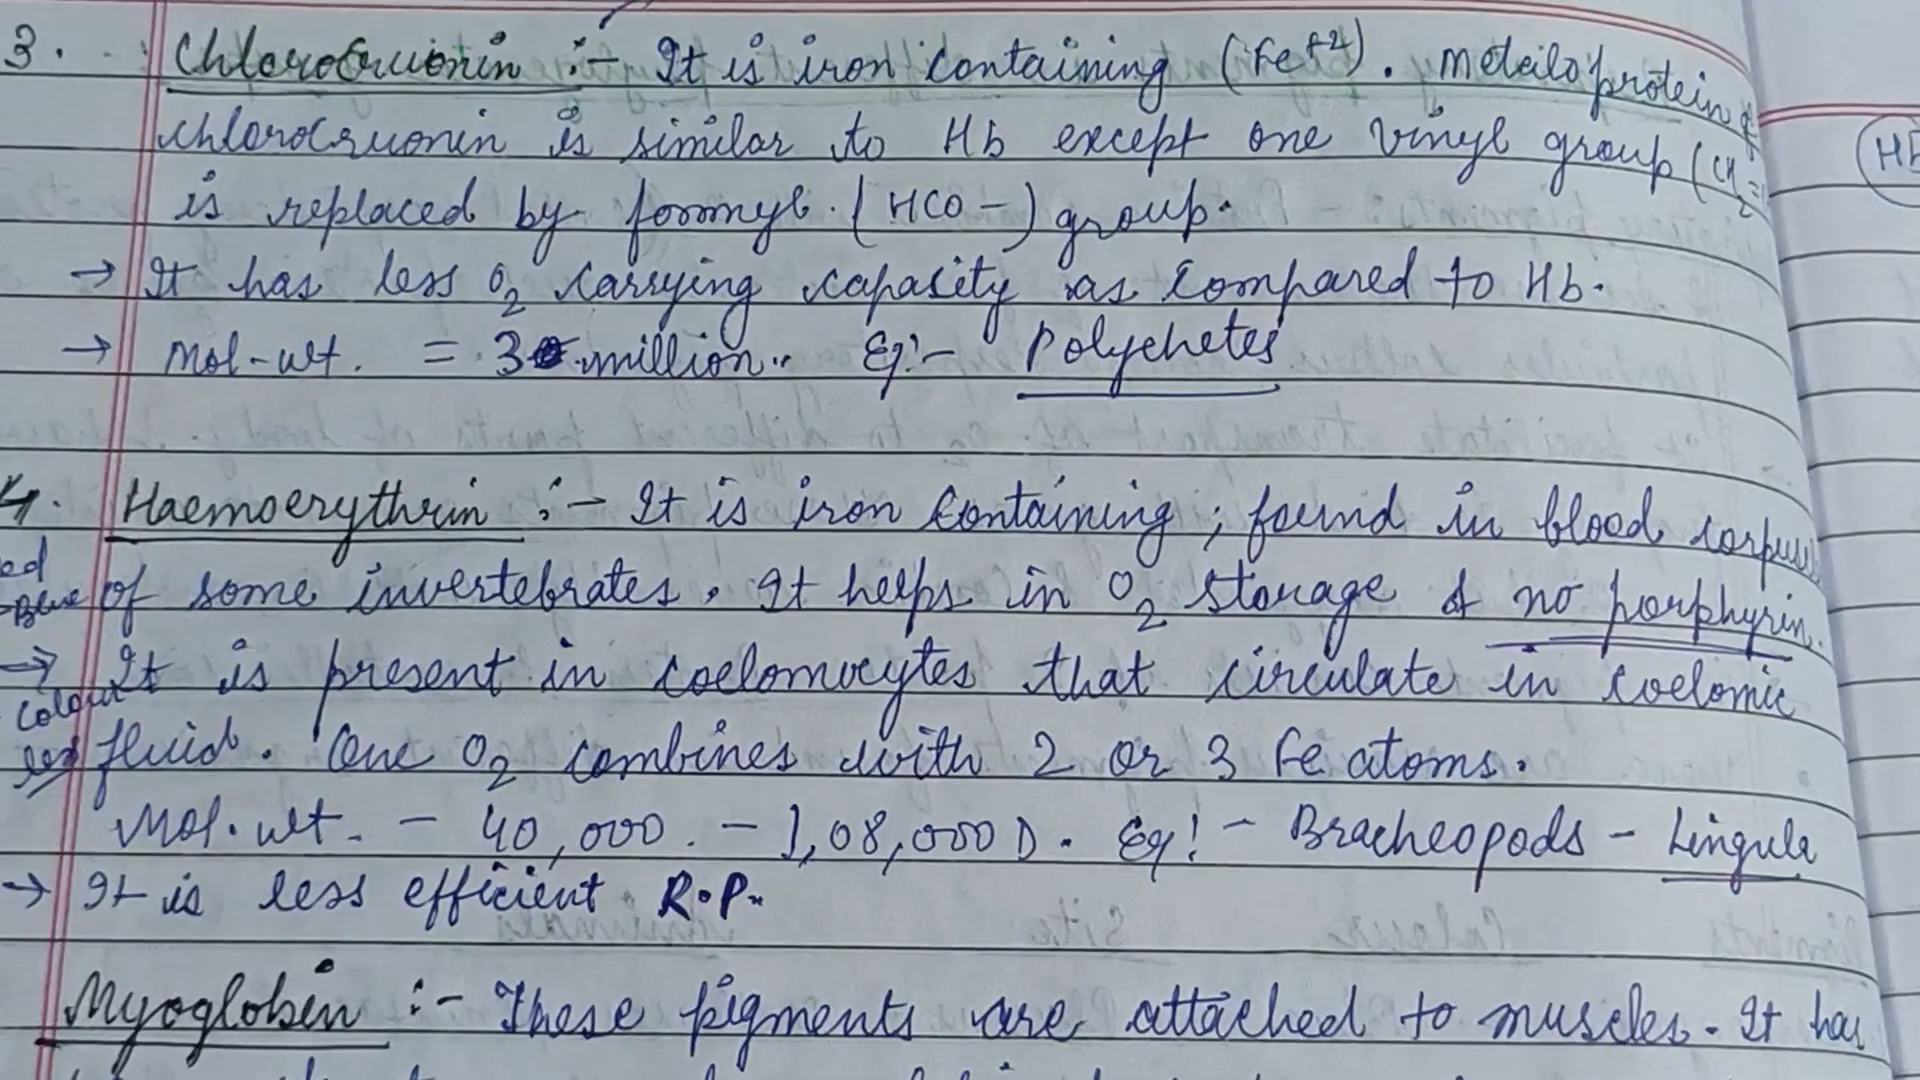 3. Chlorocruorin :- It is iron containing (Fe+2). Metalloprotein &
chlorocruorin is similar to Hb except one vinyl group (CH2=
is replaced by formyl (HCO-) group.
→ It has less O2 carrying capacity as compared to Hb.
→ Mol-wt. = 3 million. Eg:- Polychetes
4. Haemoerythrin :- It is iron containing; found in blood corpus
of some invertebrates. It helps in O2 storage & no porphyrin.
→ It is present in coelomocytes that circulate in coelomic
colour
less
fluid. One O2 combines with 2 or 3 Fe atoms.
Mol. wt. - 40,000 - 1,08,000 D. Eg:- Bracheopods - Lingula
→ It is less efficient R.P.
Myoglobin :- These pigments are attached to muscles. It has